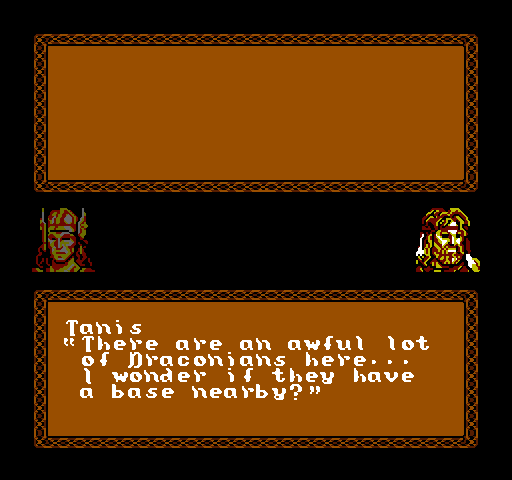 Tanis
“There are an awful lot
of Draconians here...
I wonder if they have
a base nearby?”